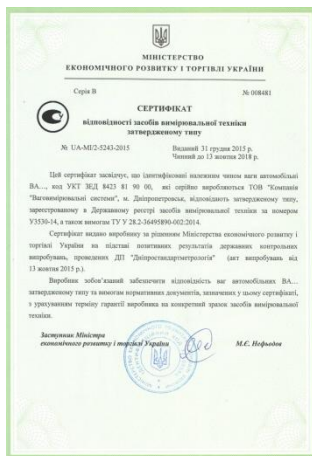 МІНІСТЕРСТВО
ЕКОНОМІЧНОГО РОЗВИТКУ І ТОРГІВЛІ УКРАЇНИ
Серія В № 008481
СЕРТИФІКАТ
відповідності засобів вимірювальної техніки
затвердженому типу
№ UA-MI/2-5243-2015 Виданий 31 грудня 2015 р.
Чинний до 13 жовтня 2018 р.
Цей сертифікат засвідчує, що ідентифіковані належним чином ваги автомобільні
ВА..., код УКТ ЗЕД 8423 81 90 00, які серійно виробляються ТОВ "Компанія
"Ваговимірювальні системи", м. Дніпропетровськ, відповідають затвердженому типу,
зареєстрованому в Державному реєстрі засобів вимірювальної техніки за номером
У3530-14, а також вимогам ТУ У 28.2-36495890-002:2014.
Сертифікат видано виробнику за рішенням Міністерства економічного розвитку і
торгівлі України на підставі позитивних результатів державних контрольних
випробувань, проведених ДП "Дніпростандартметрологія" (акт випробувань від
13 жовтня 2015 р.).
Виробник зобов'язаний забезпечити відповідність ваг автомобільних ВА...
затвердженому типу та вимогам нормативних документів, зазначених у цьому сертифікаті,
з урахуванням терміну гарантії виробника на конкретний зразок засобів вимірювальної
техніки.
Заступник Міністра
економічного розвитку і торгівлі України М.Є. Нефьодов